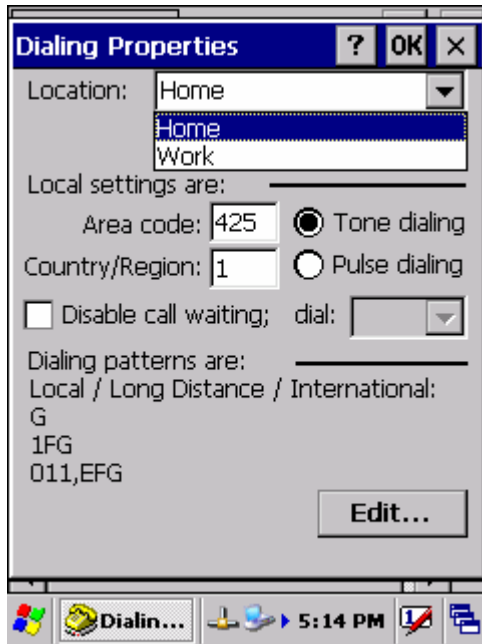 Dialing Properties ? OK ×
Location: Home
Home
Work
Local settings are:
Area code: 425 Tone dialing
Country/Region: 1 Pulse dialing
Disable call waiting; dial:
Dialing patterns are:
Local / Long Distance / International:
G
1FG
011,EFG
Edit...
Dialin... 5:14 PM